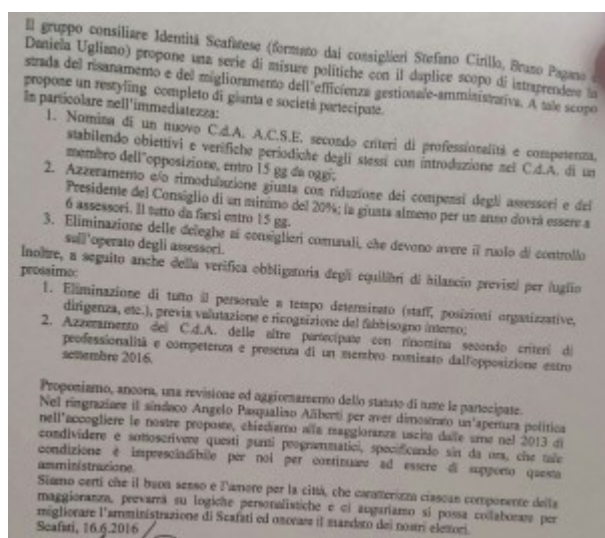 Il gruppo consiliare Identità Scafatese (formato dai consiglieri Stefano Cirillo, Bruno Pagano e
Daniela Ugliano) propone una serie di misure politiche con il duplice scopo di intraprendere la
strada del risanamento e del miglioramento dell'efficienza gestionale-amministrativa. A tale scopo
propone un restyling completo di giunta e società partecipate.
In particolare nell'immediatezza:
1. Nomina di un nuovo C.d.A. A.C.S.E. secondo criteri di professionalità e competenza,
stabilendo obiettivi e verifiche periodiche degli stessi con introduzione nel C.d.A. di un
membro dell'opposizione, entro 15 gg da oggi;
2. Azzeramento e/o rimodulazione giunta con riduzione dei compensi degli assessori e del
Presidente del Consiglio di un minimo del 20%; la giunta almeno per un anno dovrà essere a
6 assessori. Il tutto da farsi entro 15 gg.
3. Eliminazione delle deleghe ai consiglieri comunali, che devono avere il ruolo di controllo
sull'operato degli assessori.
Inoltre, a seguito anche della verifica obbligatoria degli equilibri di bilancio previsti per luglio
prossimo:
1. Eliminazione di tutto il personale a tempo determinato (staff, posizioni organizzative,
dirigenza, etc.), previa valutazione e ricognizione del fabbisogno interno;
2. Azzeramento dei C.d.A. delle altre partecipate con rinomina secondo criteri di
professionalità e competenza e presenza di un membro nominato dall'opposizione entro
settembre 2016.
Proponiamo, ancora, una revisione ed aggiornamento dello statuto di tutte le partecipate.
Nel ringraziare il sindaco Angelo Pasqualino Aliberti per aver dimostrato un'apertura politica
nell'accogliere le nostre proposte, chiediamo alla maggioranza uscita dalle urne nel 2013 di
condividere e sottoscrivere questi punti programmatici, specificando sin da ora, che tale
condizione è imprescindibile per noi per continuare ad essere di supporto questa
amministrazione.
Siamo certi che il buon senso e l'amore per la città, che caratterizza ciascun componente della
maggioranza, prevarrà su logiche personalistiche e ci auguriamo si possa collaborare per
migliorare l'amministrazione di Scafati ed onorare il mandato dei nostri elettori.
Scafati, 16.6.2016